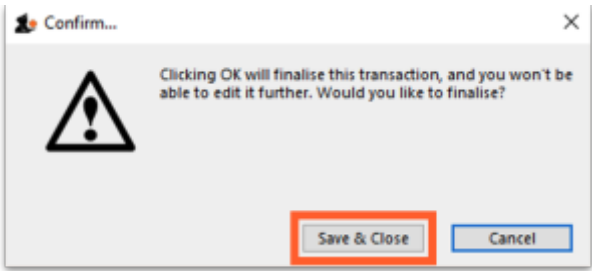 Confirm...
Clicking OK will finalise this transaction, and you won't be
able to edit it further. Would you like to finalise?
Save & Close
Cancel